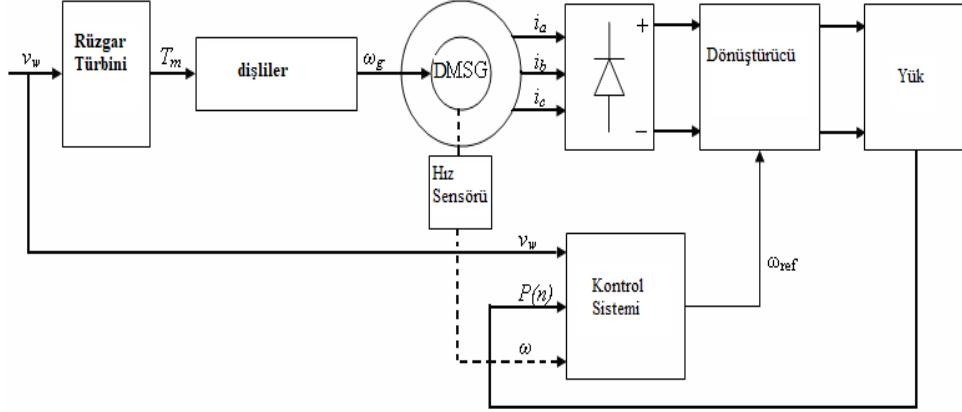 v_w
Rüzgar
Türbini
T_m
dişliler
ω_g
DMSG
i_a
i_b
i_c
+
−
Dönüştürücü
Yük
Hız
Sensörü
v_w
P(n)
ω
Kontrol
Sistemi
ω_ref